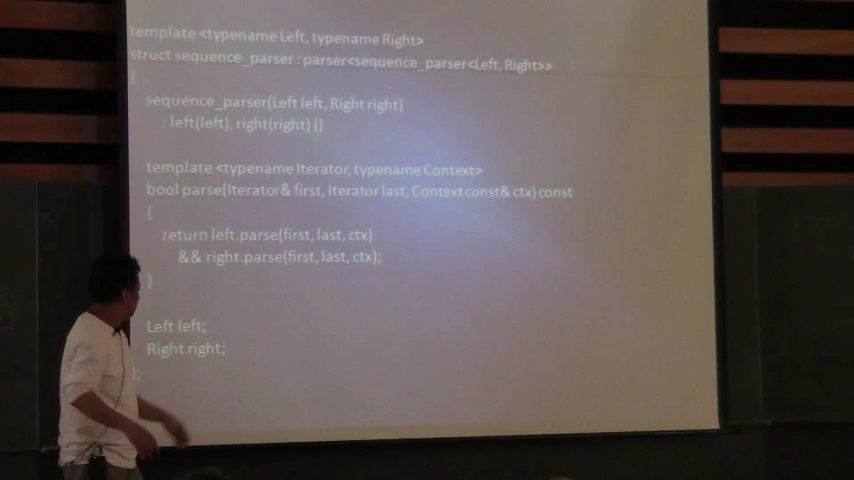 template <typename Left, typename Right>
struct sequence_parser : parser<sequence_parser<Left, Right>>
{
sequence_parser(Left left, Right right)
: left(left), right(right) {}
template <typename Iterator, typename Context>
bool parse(Iterator& first, Iterator last, Context const& ctx) const
{
return left.parse(first, last, ctx)
&& right.parse(first, last, ctx);
}
Left left;
Right right;
};